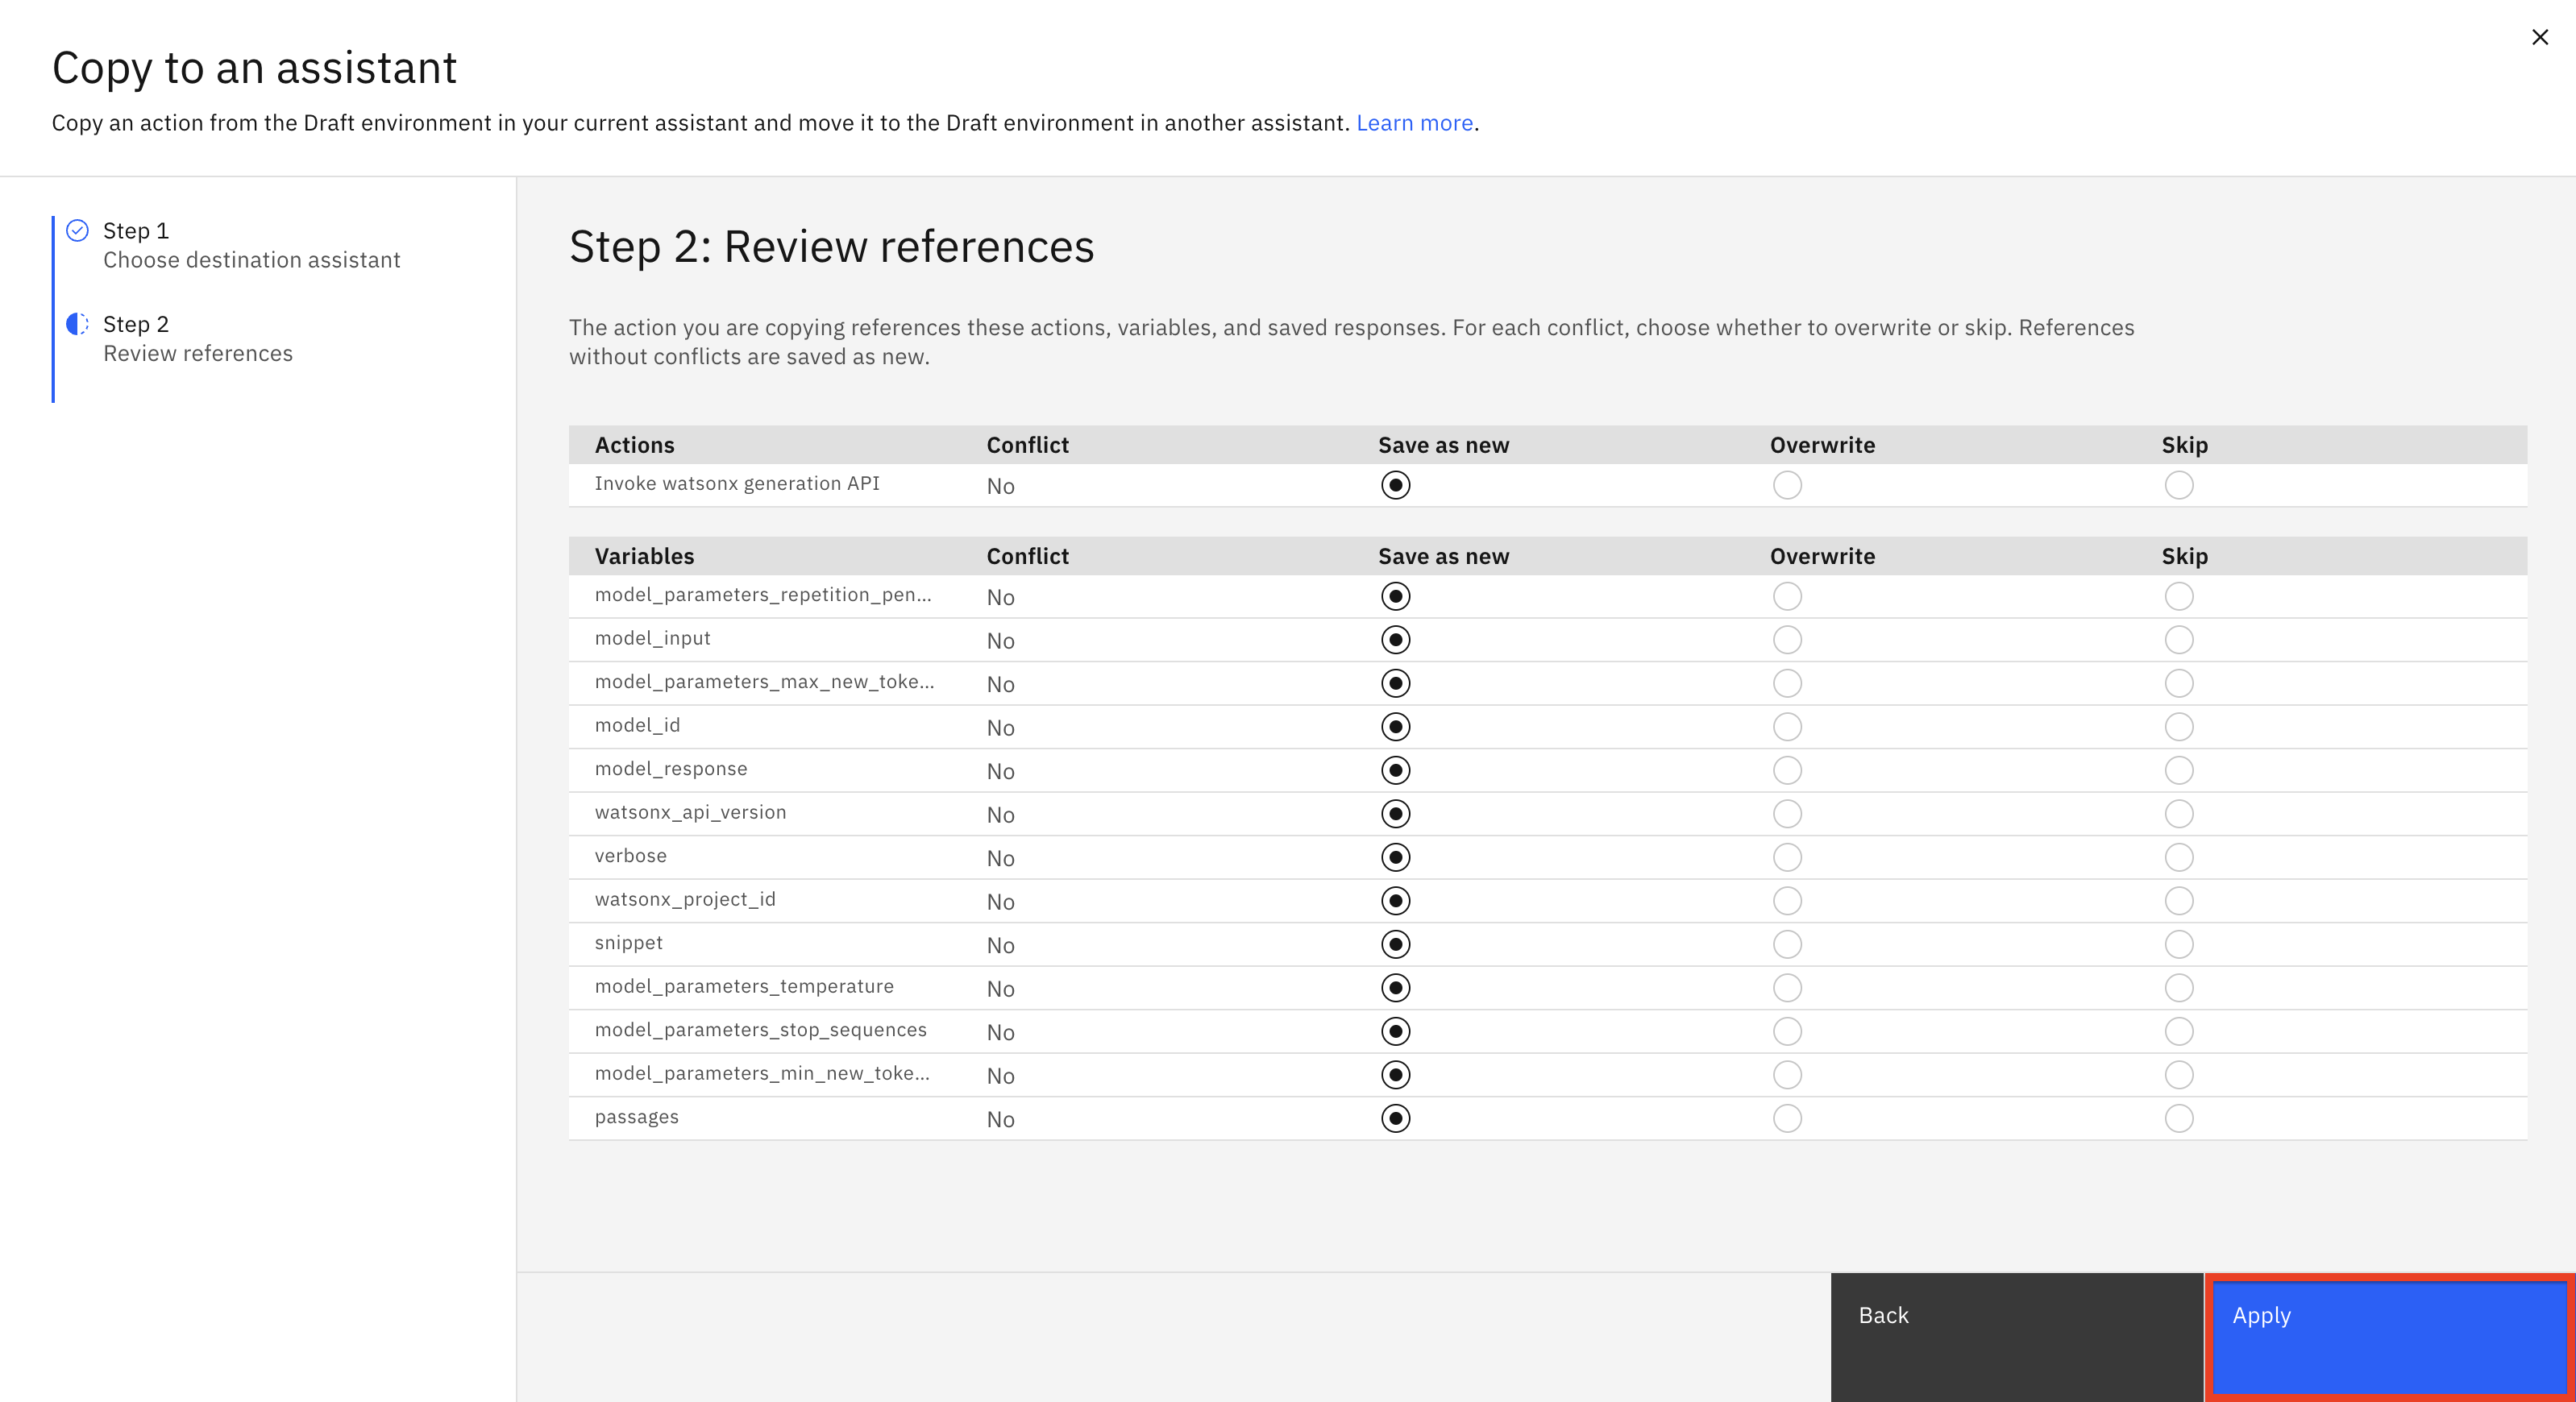 Copy to an assistant
Copy an action from the Draft environment in your current assistant and move it to the Draft environment in another assistant. Learn more.
Step 1
Choose destination assistant
Step 2
Review references
Step 2: Review references
The action you are copying references these actions, variables, and saved responses. For each conflict, choose whether to overwrite or skip. References
without conflicts are saved as new.
Actions Conflict Save as new Overwrite Skip
Invoke watsonx generation API No
Variables Conflict Save as new Overwrite Skip
model_parameters_repetition_pen... No
model_input No
model_parameters_max_new_toke... No
model_id No
model_response No
watsonx_api_version No
verbose No
watsonx_project_id No
snippet No
model_parameters_temperature No
model_parameters_stop_sequences No
model_parameters_min_new_toke... No
passages No
Back Apply